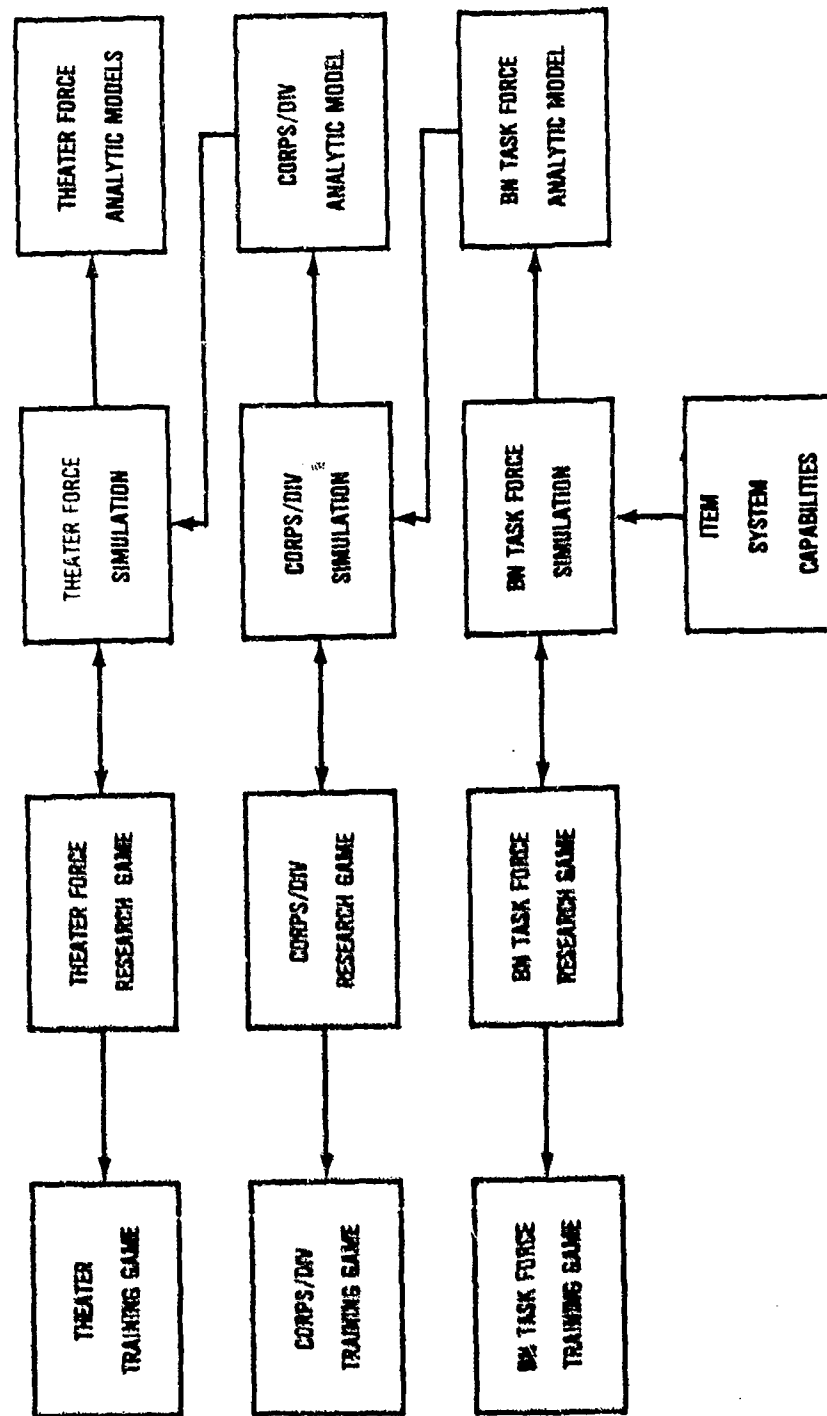 THEATER
TRAINING GAME
THEATER FORCE
RESEARCH GAME
THEATER FORCE
SIMULATION
THEATER FORCE
ANALYTIC MODELS
CORPS/DIV
TRAINING GAME
CORPS/DIV
RESEARCH GAME
CORPS/DIV
SIMULATION
CORPS/DIV
ANALYTIC MODEL
BN TASK FORCE
TRAINING GAME
BN TASK FORCE
RESEARCH GAME
BN TASK FORCE
SIMULATION
BN TASK FORCE
ANALYTIC MODEL
ITEM
SYSTEM
CAPABILITIES